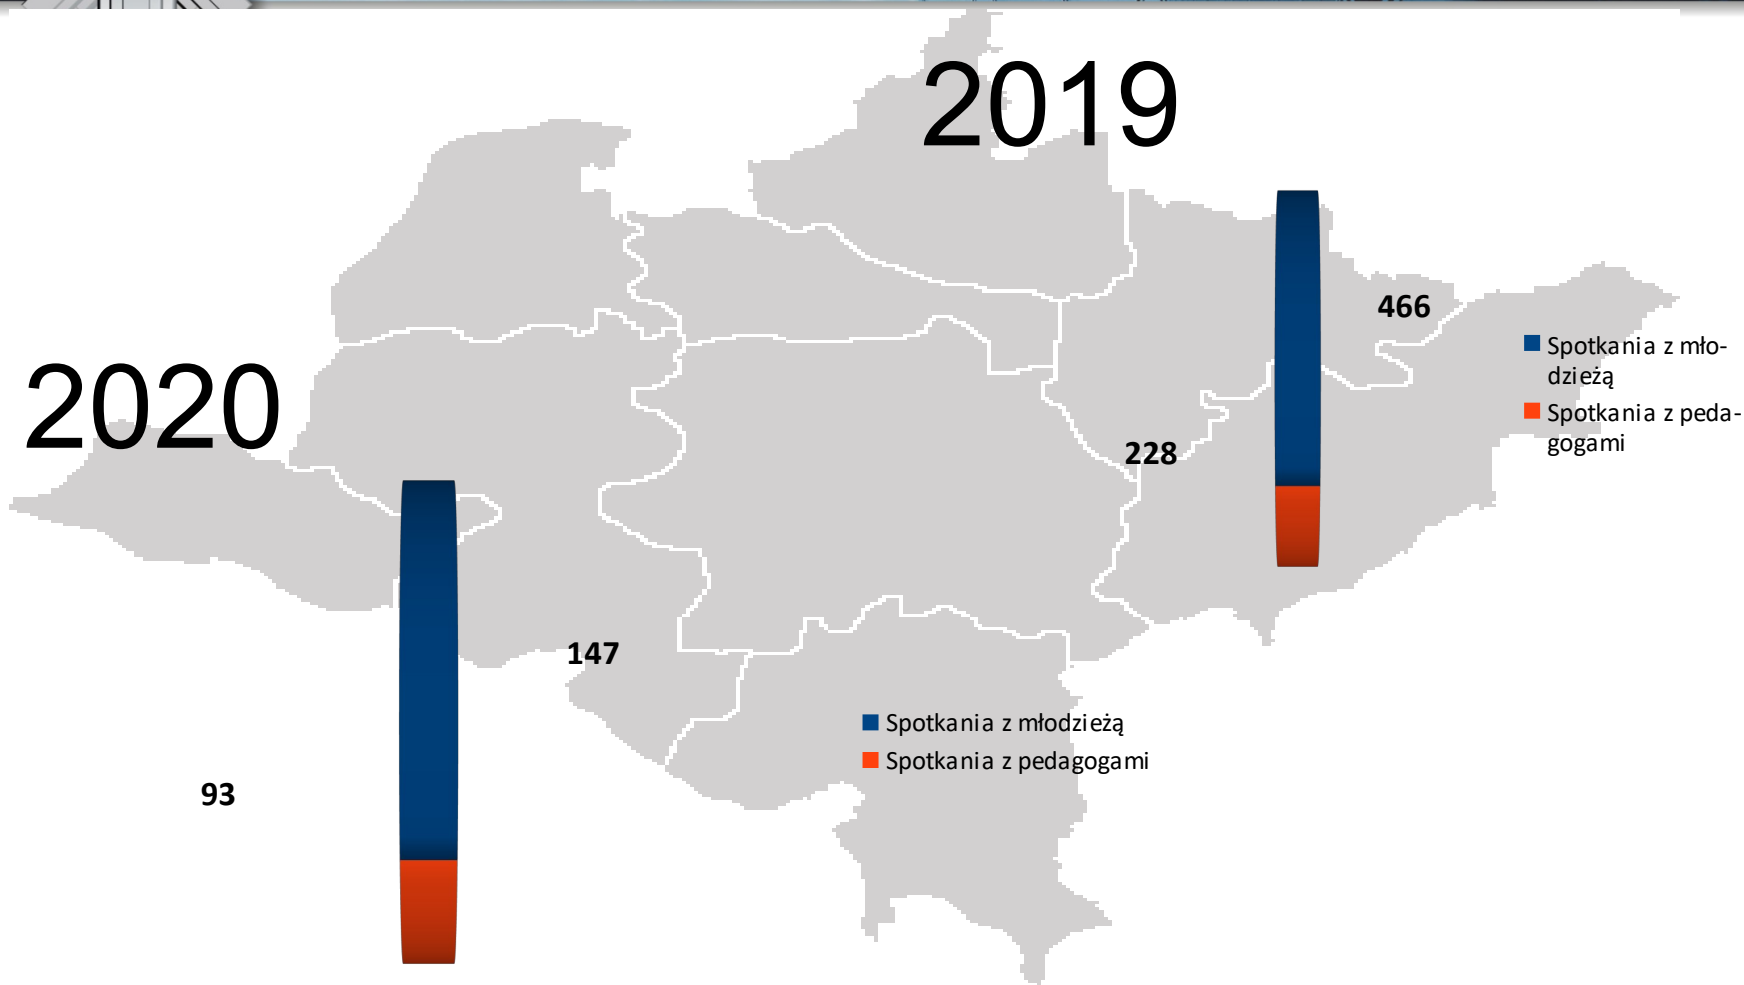 2019
466
Spotkania z mło-
dzieżą
Spotkania z peda-
gogami
228
2020
147
93
Spotkania z młodzieżą
Spotkania z pedagogami